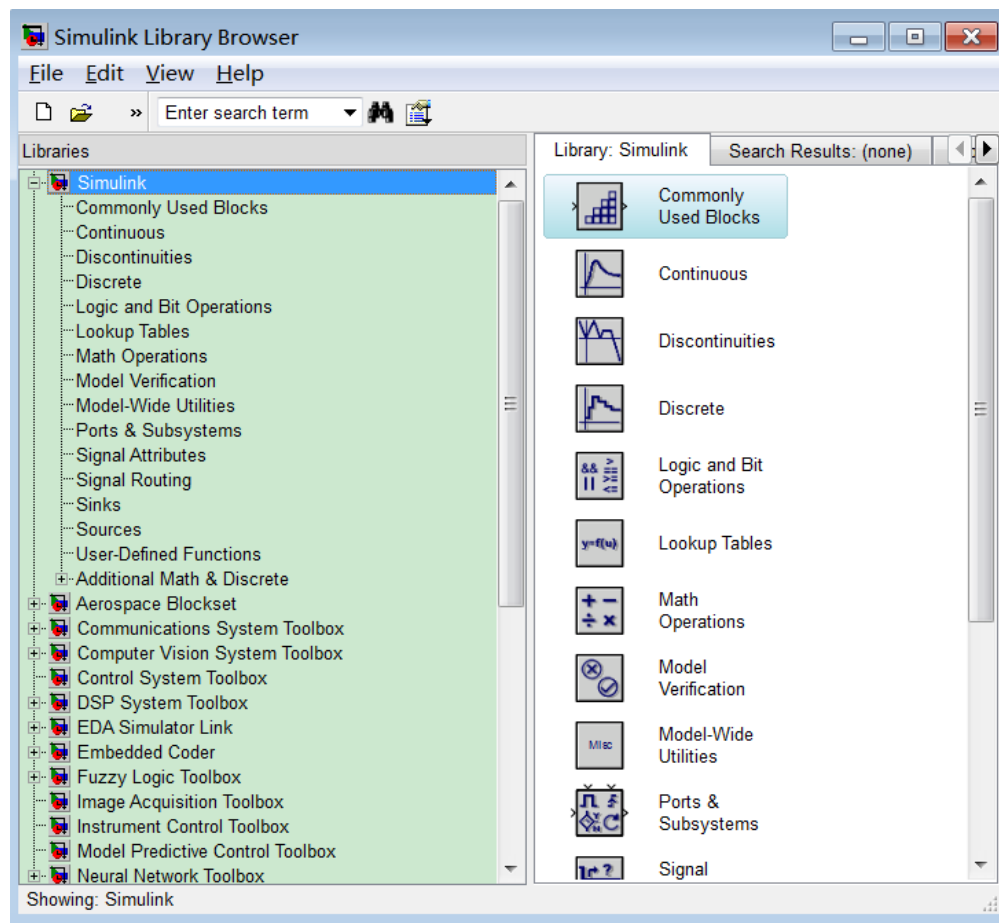 Simulink Library Browser
File Edit View Help
» Enter search term
Libraries
Simulink
Commonly Used Blocks
Continuous
Discontinuities
Discrete
Logic and Bit Operations
Lookup Tables
Math Operations
Model Verification
Model-Wide Utilities
Ports & Subsystems
Signal Attributes
Signal Routing
Sinks
Sources
User-Defined Functions
Additional Math & Discrete
Aerospace Blockset
Communications System Toolbox
Computer Vision System Toolbox
Control System Toolbox
DSP System Toolbox
EDA Simulator Link
Embedded Coder
Fuzzy Logic Toolbox
Image Acquisition Toolbox
Instrument Control Toolbox
Model Predictive Control Toolbox
Neural Network Toolbox
Library: Simulink
Search Results: (none)
Commonly
Used Blocks
Continuous
Discontinuities
Discrete
&& > ==
|| >= <=
Logic and Bit
Operations
y=f(u)
Lookup Tables
+ −
÷ ×
Math
Operations
Model
Verification
Misc
Model-Wide
Utilities
Ports &
Subsystems
Signal
Showing: Simulink